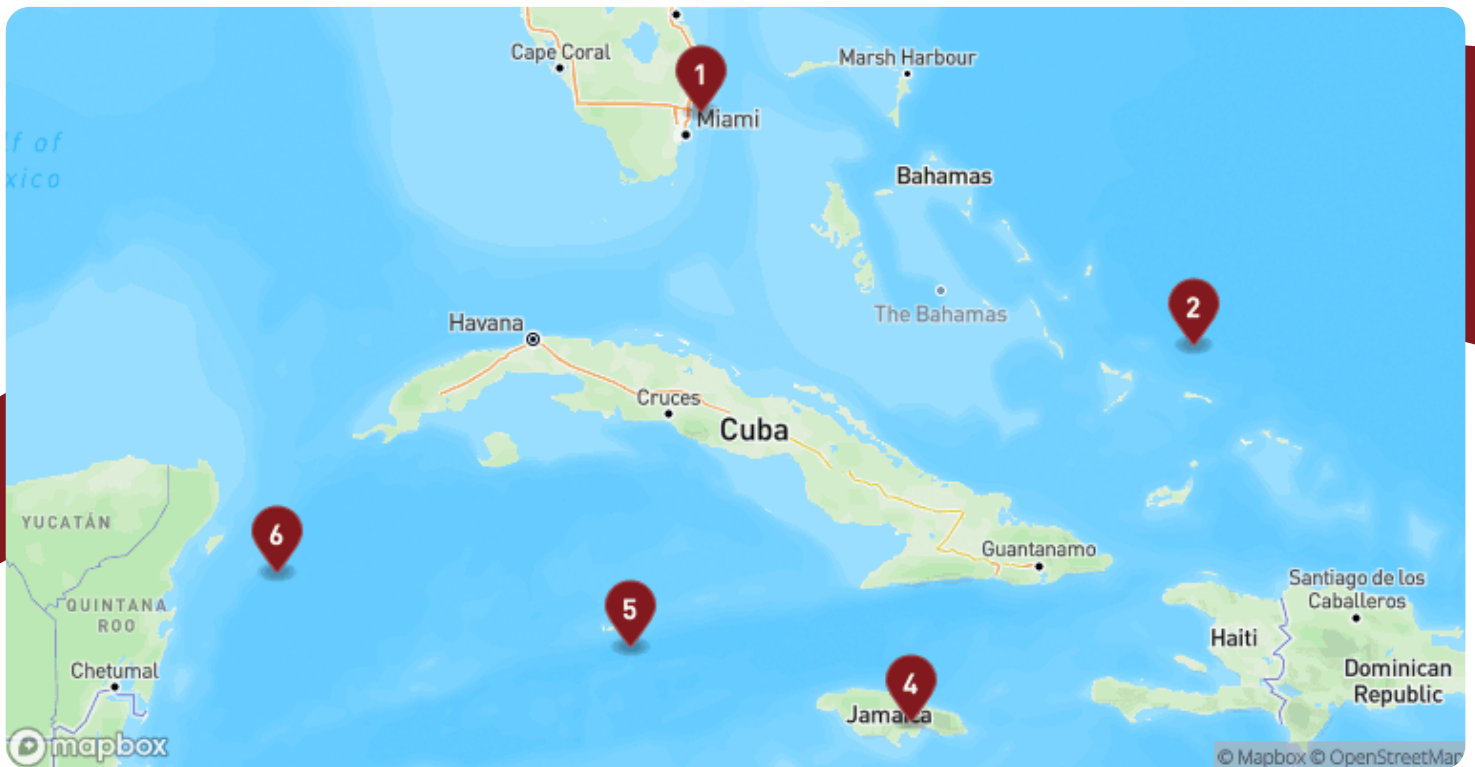 Cape Coral
1
Miami
Marsh Harbour
lf of
xico
Bahamas
2
The Bahamas
Havana
Cruces
Cuba
YUCATÁN
6
Guantanamo
QUINTANA
ROO
5
Santiago de los
Caballeros
Haiti
Chetumal
4
Jamaica
Dominican
Republic
mapbox
© Mapbox © OpenStreetMap